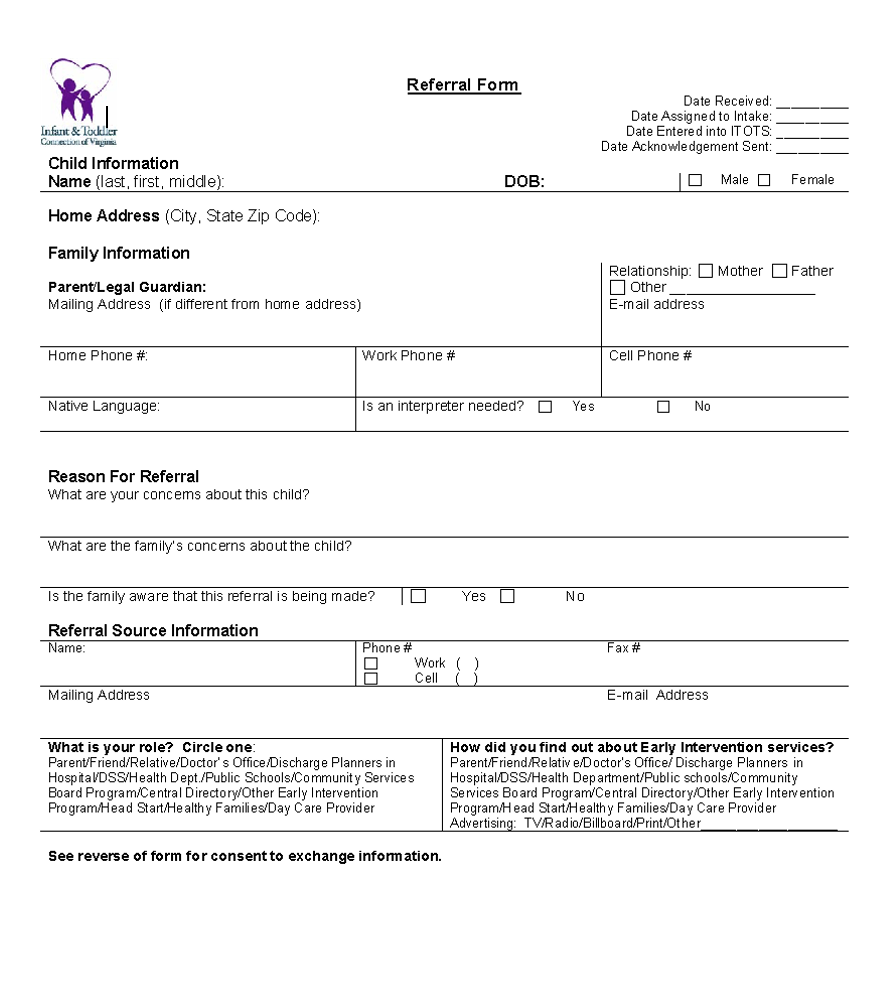 Infant & Toddler
Connection of Virginia
Referral Form
Date Received: __________
Date Assigned to Intake: __________
Date Entered into ITOTS: __________
Date Acknowledgement Sent: __________
Child Information
Name (last, first, middle): DOB: Male Female
Home Address (City, State Zip Code):
Family Information
Relationship: Mother Father
Parent/Legal Guardian: Other __________________
Mailing Address (if different from home address) E-mail address
Home Phone #: Work Phone # Cell Phone #
Native Language: Is an interpreter needed? Yes No
Reason For Referral
What are your concerns about this child?
What are the family's concerns about the child?
Is the family aware that this referral is being made? Yes No
Referral Source Information
Name: Phone # Fax #
Work ( )
Cell ( )
Mailing Address E-mail Address
What is your role? Circle one:
Parent/Friend/Relative/Doctor's Office/Discharge Planners in
Hospital/DSS/Health Dept./Public Schools/Community Services
Board Program/Central Directory/Other Early Intervention
Program/Head Start/Healthy Families/Day Care Provider
How did you find out about Early Intervention services?
Parent/Friend/Relative/Doctor's Office/ Discharge Planners in
Hospital/DSS/Health Department/Public schools/Community
Services Board Program/Central Directory/Other Early Intervention
Program/Head Start/Healthy Families/Day Care Provider
Advertising: TV/Radio/Billboard/Print/Other____________________
See reverse of form for consent to exchange information.